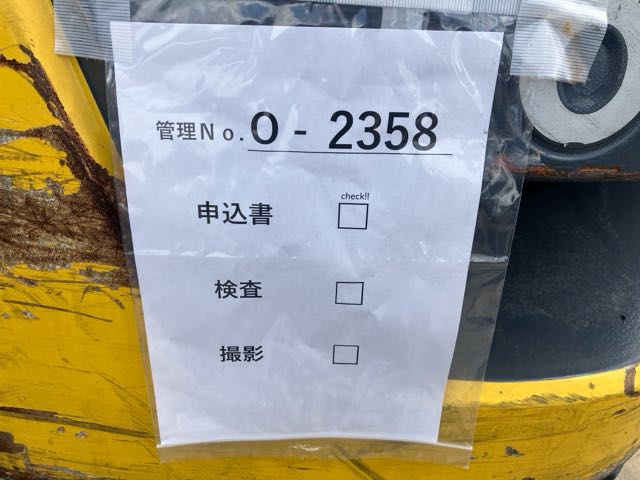 管理No.O - 2358
check!!
申込書 □
検査 □
撮影 □